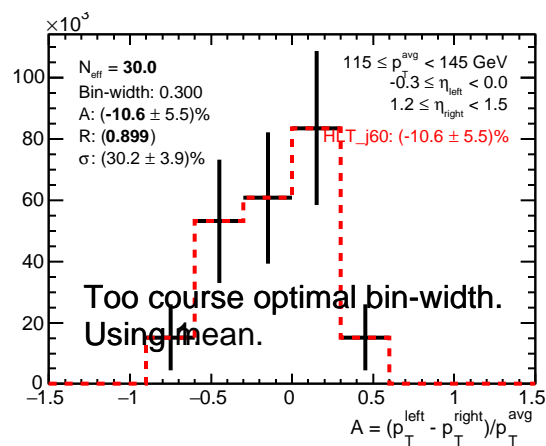 ×10³
N_eff = 30.0
Bin-width: 0.300
A: (-10.6 ± 5.5)%
R: (0.899)
σ: (30.2 ± 3.9)%
115 ≤ p_T^avg < 145 GeV
-0.3 ≤ η_left < 0.0
1.2 ≤ η_right < 1.5
HLT_j60: (-10.6 ± 5.5)%
100
80
60
40
20
0
Too course optimal bin-width.
Using mean.
−1.5 −1 −0.5 0 0.5 1 1.5
A = (p_T^left - p_T^right)/p_T^avg